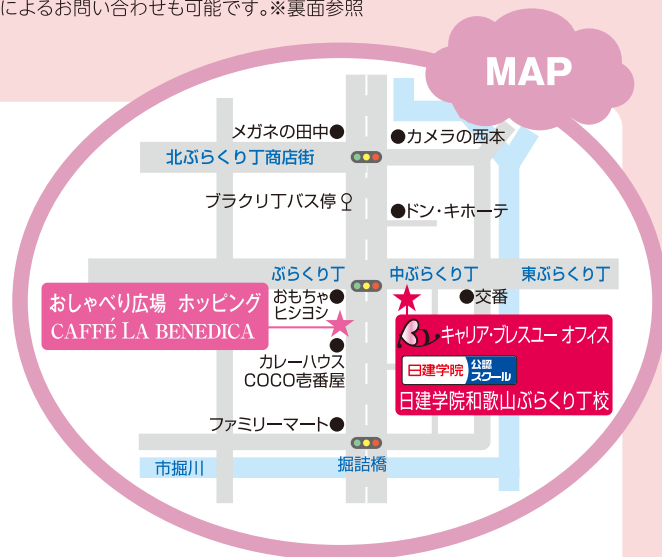 によるお問い合わせも可能です。※裏面参照
MAP
メガネの田中
カメラの西本
北ぶらくり丁商店街
ブラクリ丁バス停
ドン・キホーテ
ぶらくり丁
中ぶらくり丁
東ぶらくり丁
おしゃべり広場 ホッピング
CAFFÉ LA BENEDICA
おもちゃ
ヒシヨシ
交番
キャリア・ブレスユー オフィス
日建学院
公認
スクール
日建学院和歌山ぶらくり丁校
カレーハウス
COCO壱番屋
ファミリーマート
市堀川
掘詰橋